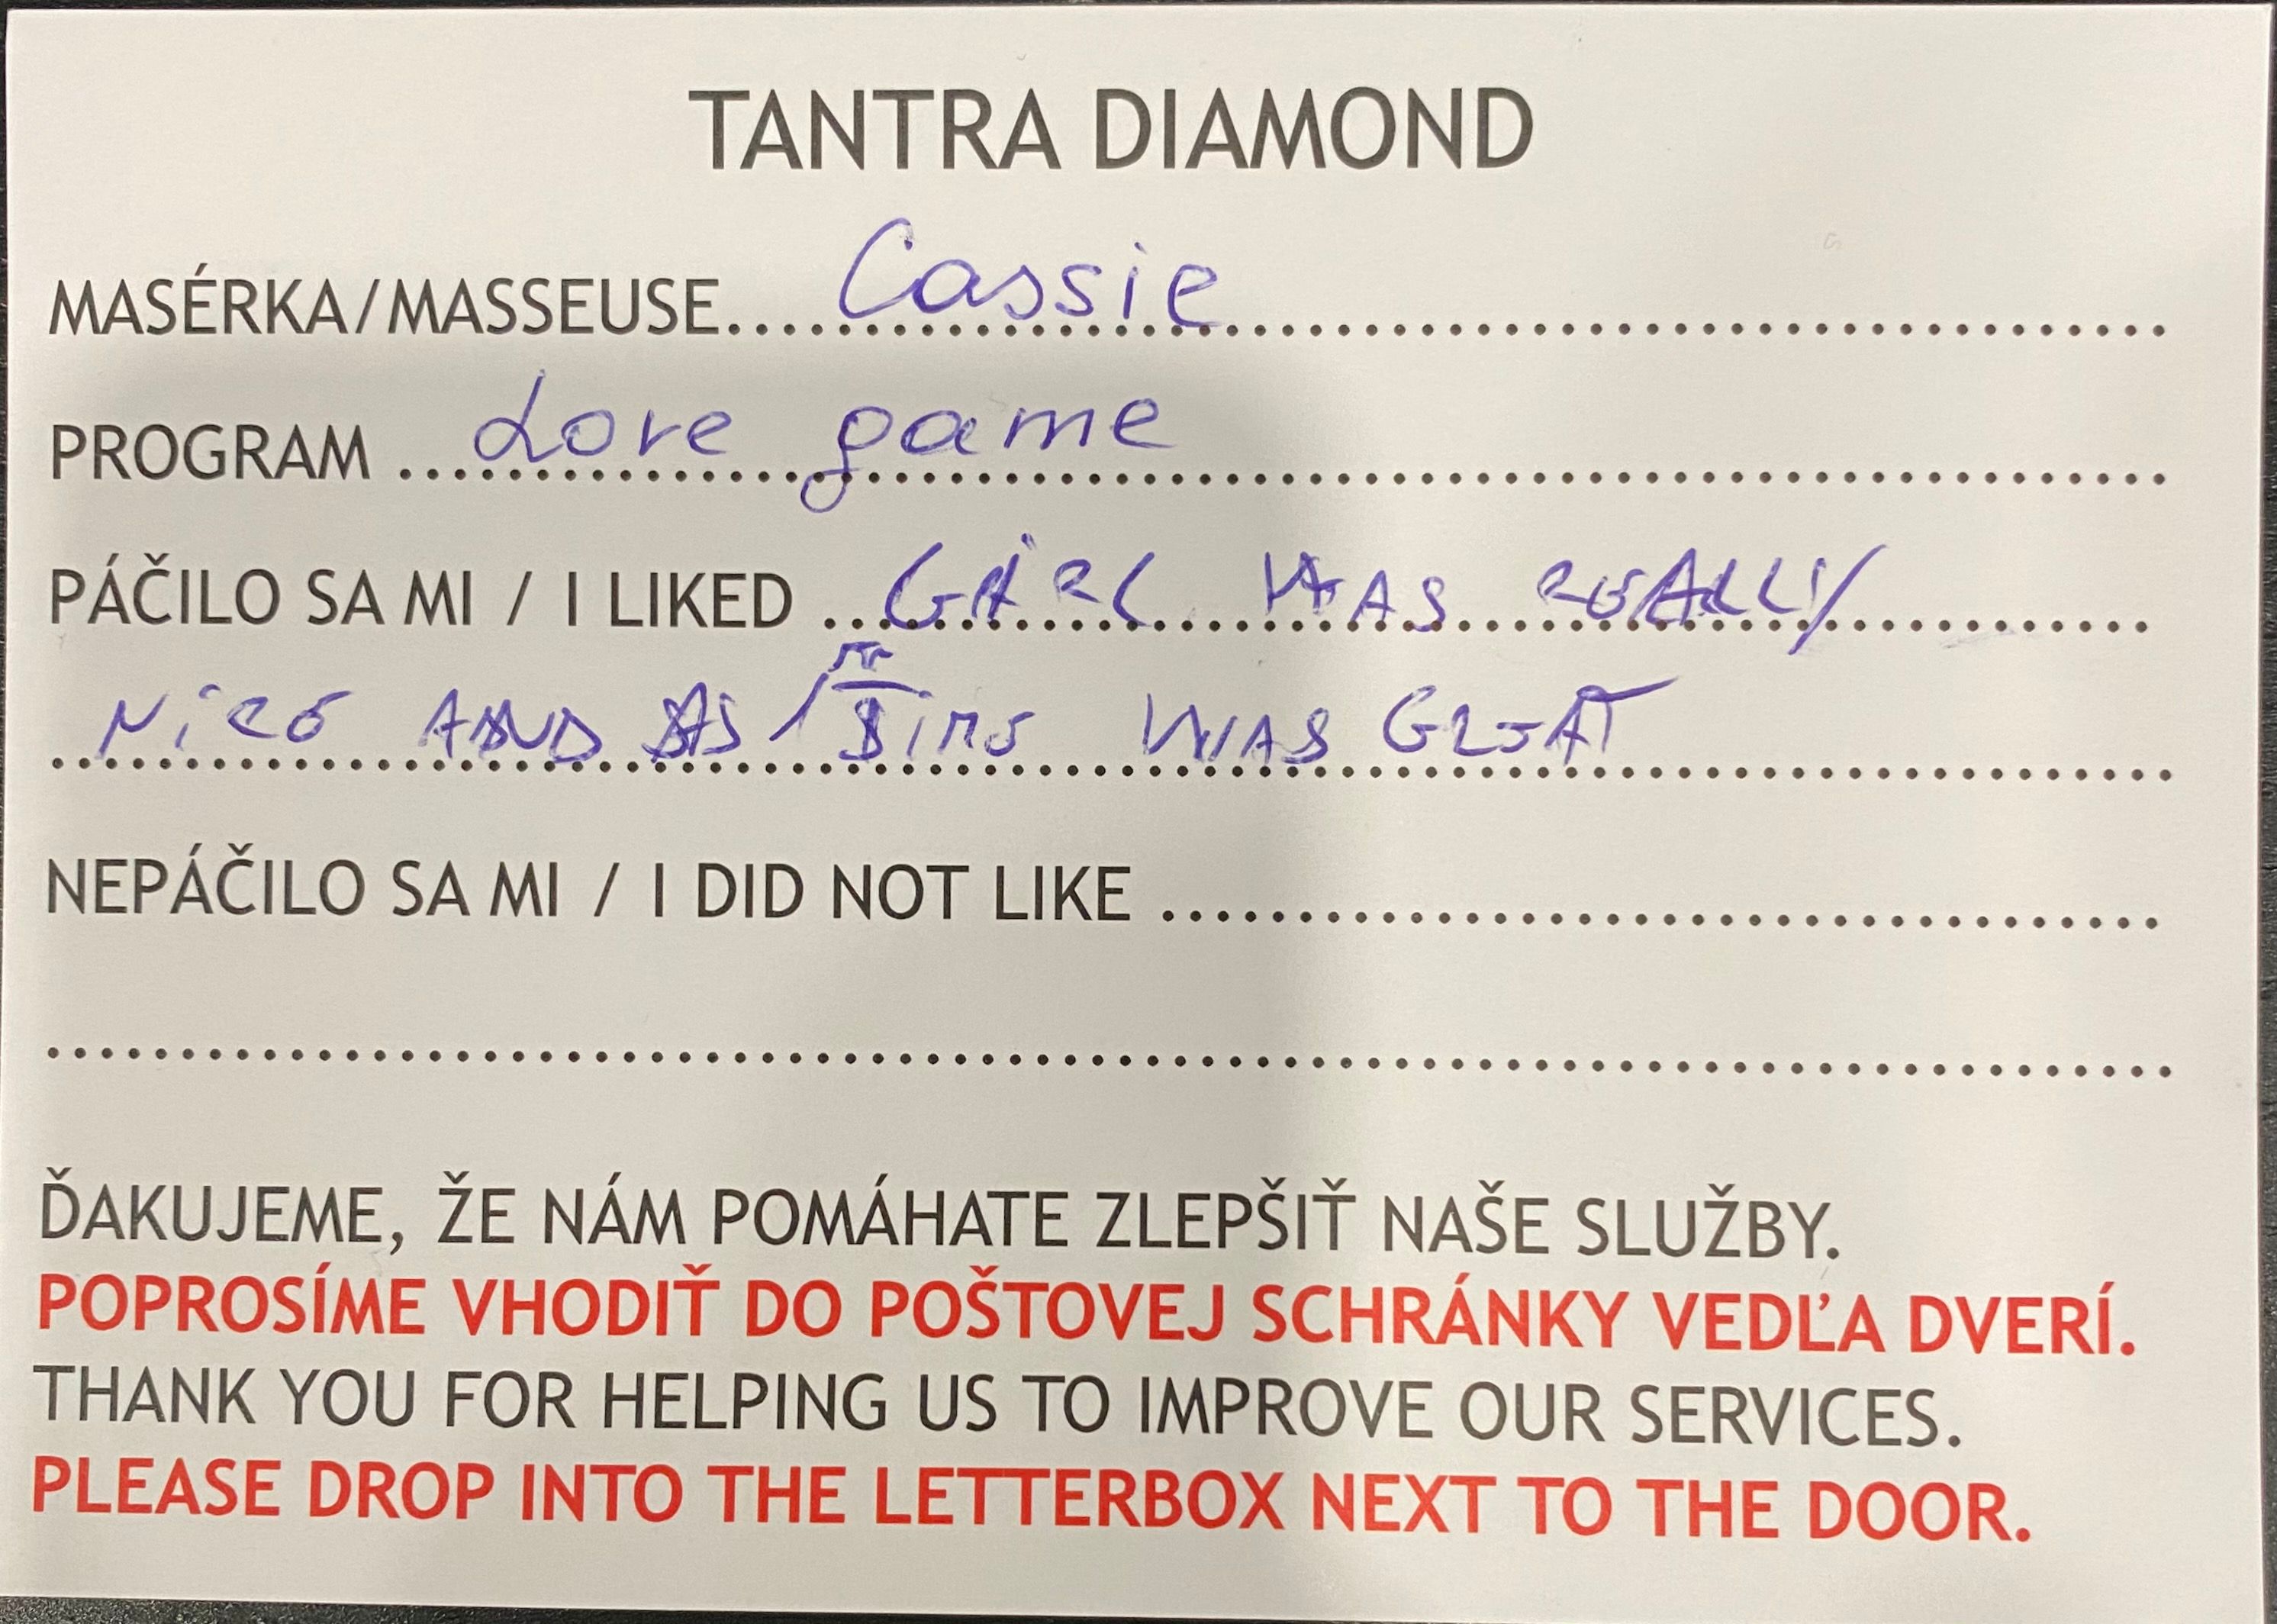 TANTRA DIAMOND
MASÉRKA/MASSEUSE.... Cassie
PROGRAM ... Love game
PÁČILO SA MI / I LIKED ... GIRL WAS REALLY
NICE AND WAS GREAT
NEPÁČILO SA MI / I DID NOT LIKE ...
ĎAKUJEME, ŽE NÁM POMÁHATE ZLEPŠIŤ NAŠE SLUŽBY.
POPROSÍME VHODIŤ DO POŠTOVEJ SCHRÁNKY VEDĽA DVERÍ.
THANK YOU FOR HELPING US TO IMPROVE OUR SERVICES.
PLEASE DROP INTO THE LETTERBOX NEXT TO THE DOOR.